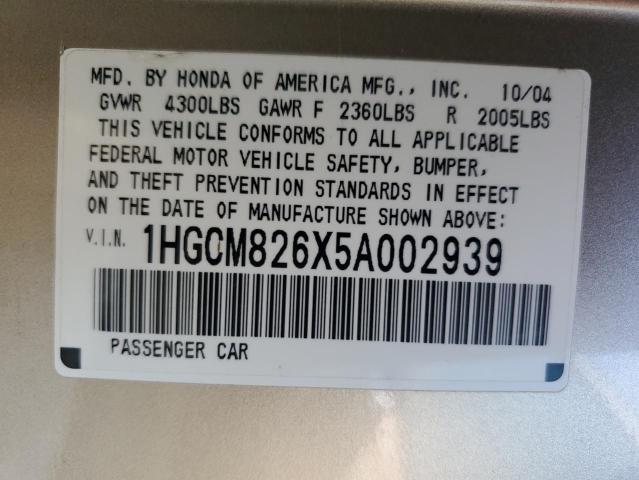 MFD. BY HONDA OF AMERICA MFG., INC. 10/04
GVWR 4300LBS GAWR F 2360LBS R 2005LBS
THIS VEHICLE CONFORMS TO ALL APPLICABLE
FEDERAL MOTOR VEHICLE SAFETY, BUMPER,
AND THEFT PREVENTION STANDARDS IN EFFECT
ON THE DATE OF MANUFACTURE SHOWN ABOVE:
V.I.N. 1HGCM826X5A002939
PASSENGER CAR